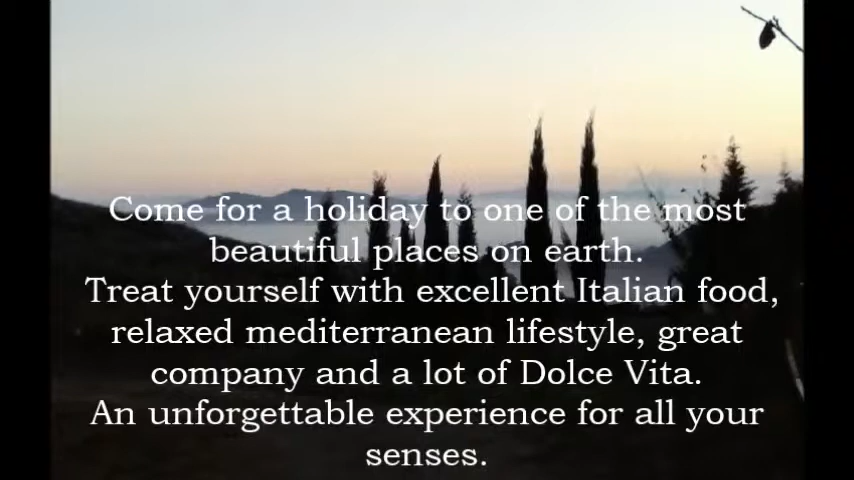 Come for a holiday to one of the most
beautiful places on earth.
Treat yourself with excellent Italian food,
relaxed mediterranean lifestyle, great
company and a lot of Dolce Vita.
An unforgettable experience for all your
senses.